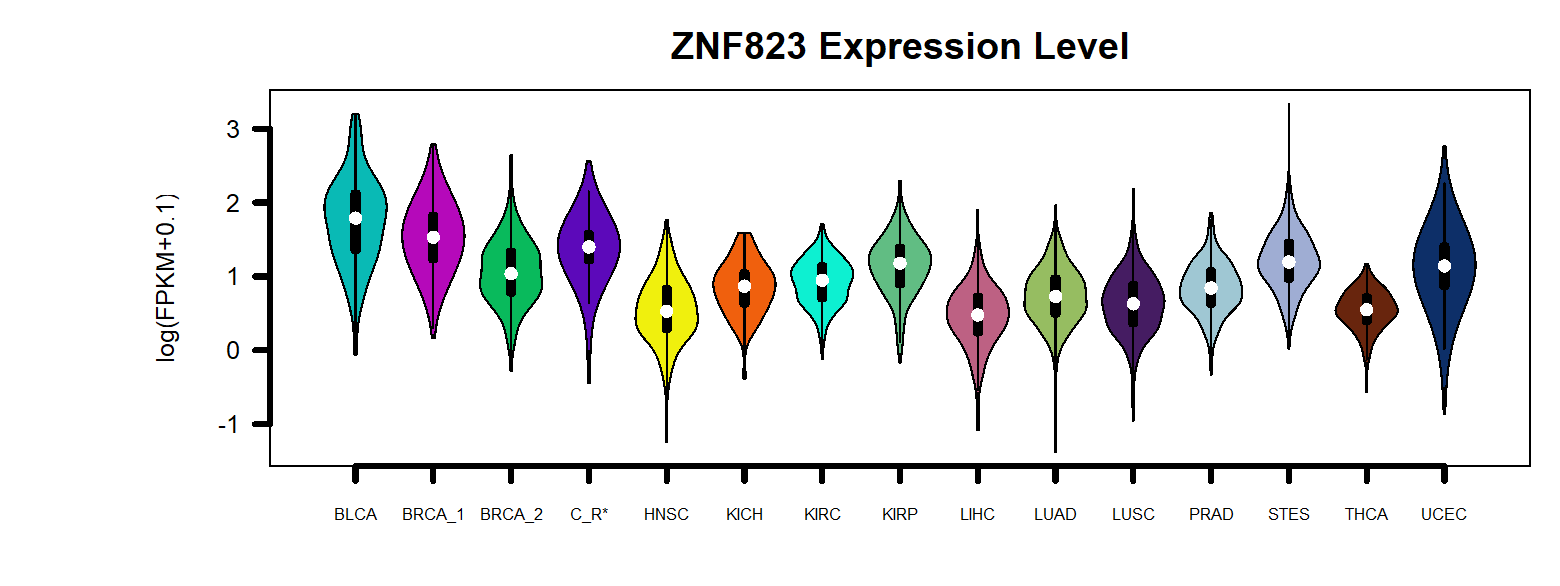 ZNF823 Expression Level
log(FPKM+0.1)
3
2
1
0
-1
BLCA BRCA_1 BRCA_2 C_R* HNSC KICH KIRC KIRP LIHC LUAD LUSC PRAD STES THCA UCEC